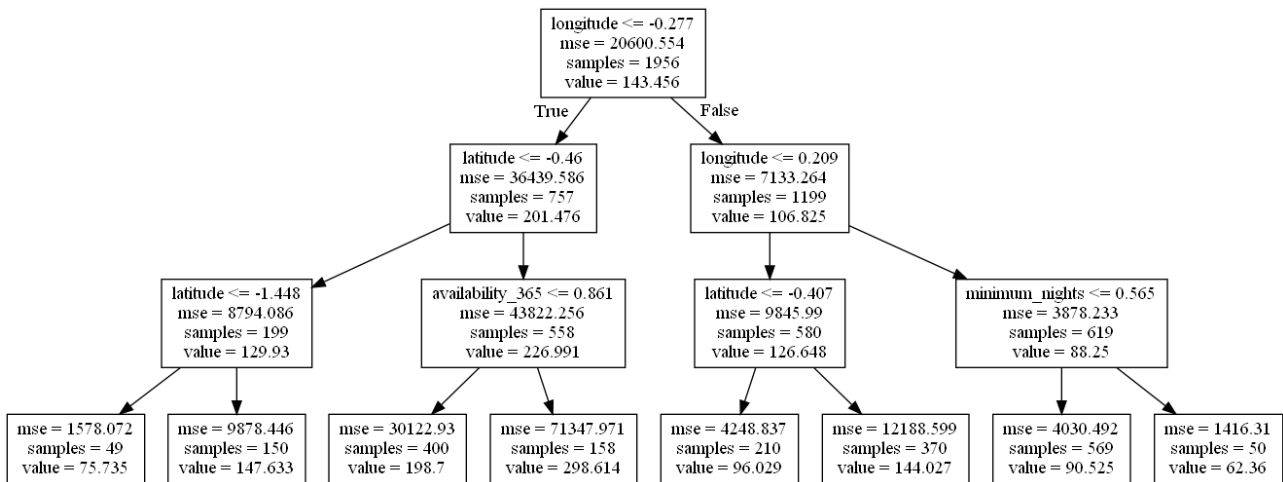 longitude <= -0.277
mse = 20600.554
samples = 1956
value = 143.456
True
False
latitude <= -0.46
mse = 36439.586
samples = 757
value = 201.476
longitude <= 0.209
mse = 7133.264
samples = 1199
value = 106.825
latitude <= -1.448
mse = 8794.086
samples = 199
value = 129.93
availability_365 <= 0.861
mse = 43822.256
samples = 558
value = 226.991
latitude <= -0.407
mse = 9845.99
samples = 580
value = 126.648
minimum_nights <= 0.565
mse = 3878.233
samples = 619
value = 88.25
mse = 1578.072
samples = 49
value = 75.735
mse = 9878.446
samples = 150
value = 147.633
mse = 30122.93
samples = 400
value = 198.7
mse = 71347.971
samples = 158
value = 298.614
mse = 4248.837
samples = 210
value = 96.029
mse = 12188.599
samples = 370
value = 144.027
mse = 4030.492
samples = 569
value = 90.525
mse = 1416.31
samples = 50
value = 62.36